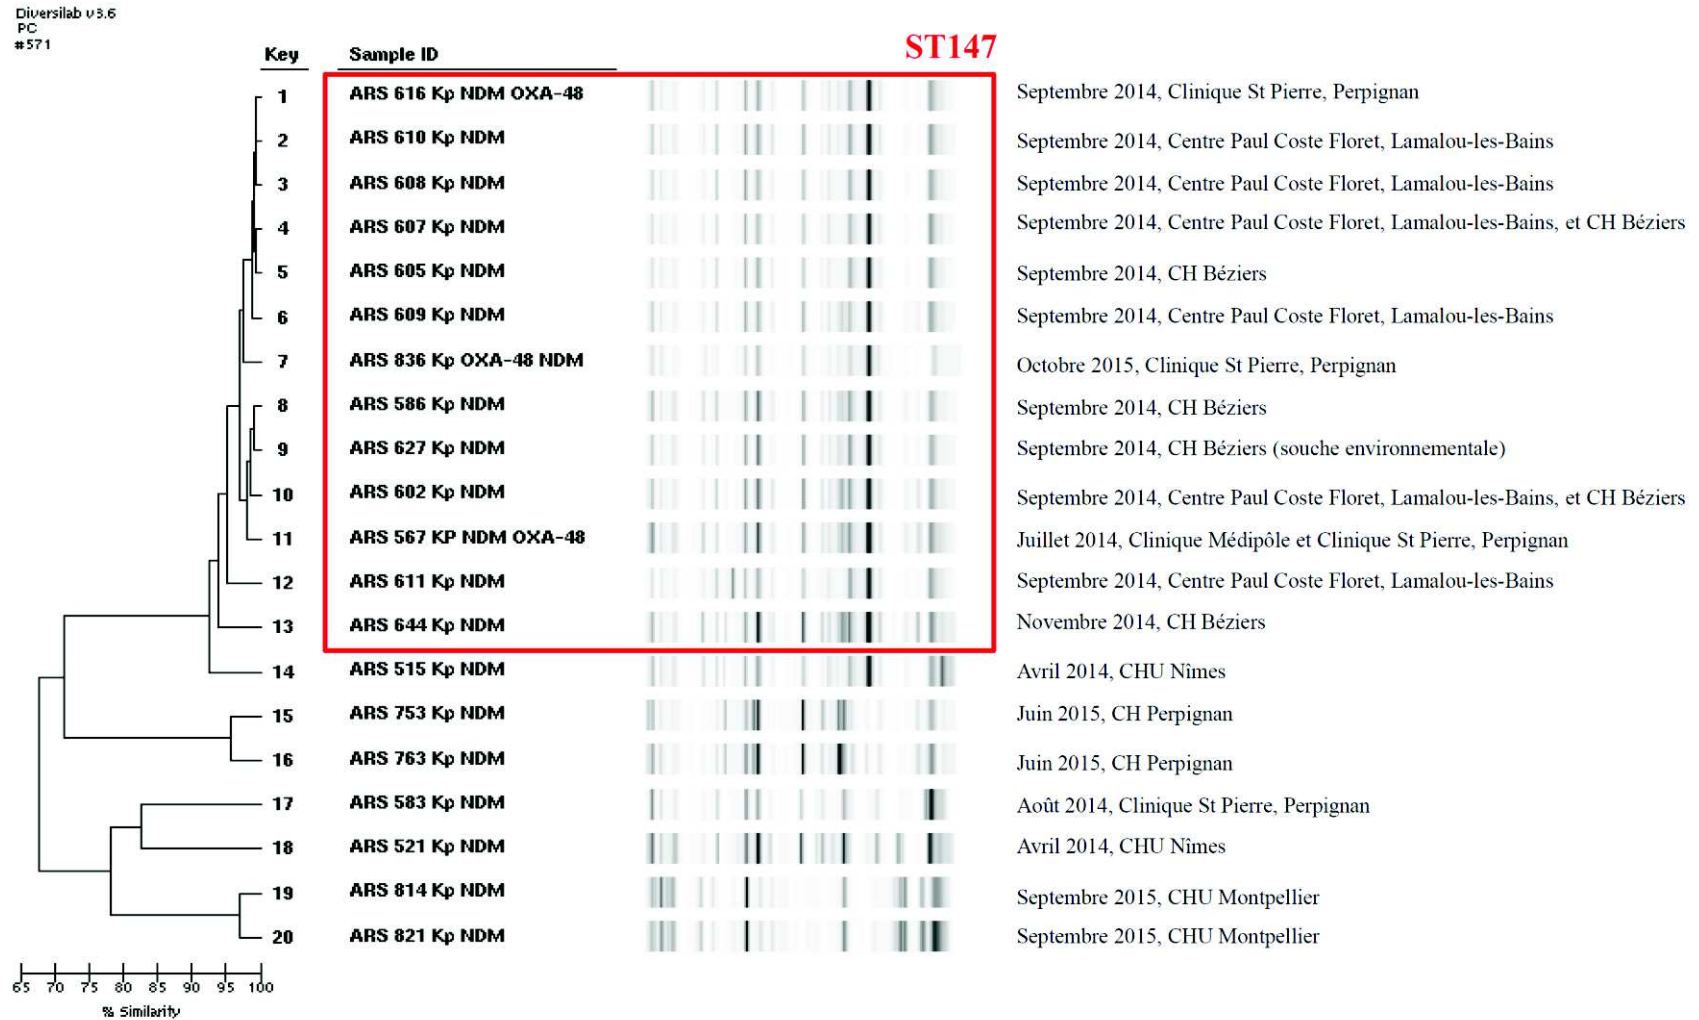 Diversilab v3.6
PC
#571
Key Sample ID ST147
1 ARS 616 Kp NDM OXA-48 Septembre 2014, Clinique St Pierre, Perpignan
2 ARS 610 Kp NDM Septembre 2014, Centre Paul Coste Floret, Lamalou-les-Bains
3 ARS 608 Kp NDM Septembre 2014, Centre Paul Coste Floret, Lamalou-les-Bains
4 ARS 607 Kp NDM Septembre 2014, Centre Paul Coste Floret, Lamalou-les-Bains, et CH Béziers
5 ARS 605 Kp NDM Septembre 2014, CH Béziers
6 ARS 609 Kp NDM Septembre 2014, Centre Paul Coste Floret, Lamalou-les-Bains
7 ARS 836 Kp OXA-48 NDM Octobre 2015, Clinique St Pierre, Perpignan
8 ARS 586 Kp NDM Septembre 2014, CH Béziers
9 ARS 627 Kp NDM Septembre 2014, CH Béziers (souche environnementale)
10 ARS 602 Kp NDM Septembre 2014, Centre Paul Coste Floret, Lamalou-les-Bains, et CH Béziers
11 ARS 567 KP NDM OXA-48 Juillet 2014, Clinique Médipôle et Clinique St Pierre, Perpignan
12 ARS 611 Kp NDM Septembre 2014, Centre Paul Coste Floret, Lamalou-les-Bains
13 ARS 644 Kp NDM Novembre 2014, CH Béziers
14 ARS 515 Kp NDM Avril 2014, CHU Nîmes
15 ARS 753 Kp NDM Juin 2015, CH Perpignan
16 ARS 763 Kp NDM Juin 2015, CH Perpignan
17 ARS 583 Kp NDM Août 2014, Clinique St Pierre, Perpignan
18 ARS 521 Kp NDM Avril 2014, CHU Nîmes
19 ARS 814 Kp NDM Septembre 2015, CHU Montpellier
20 ARS 821 Kp NDM Septembre 2015, CHU Montpellier
65 70 75 80 85 90 95 100
% Similarity